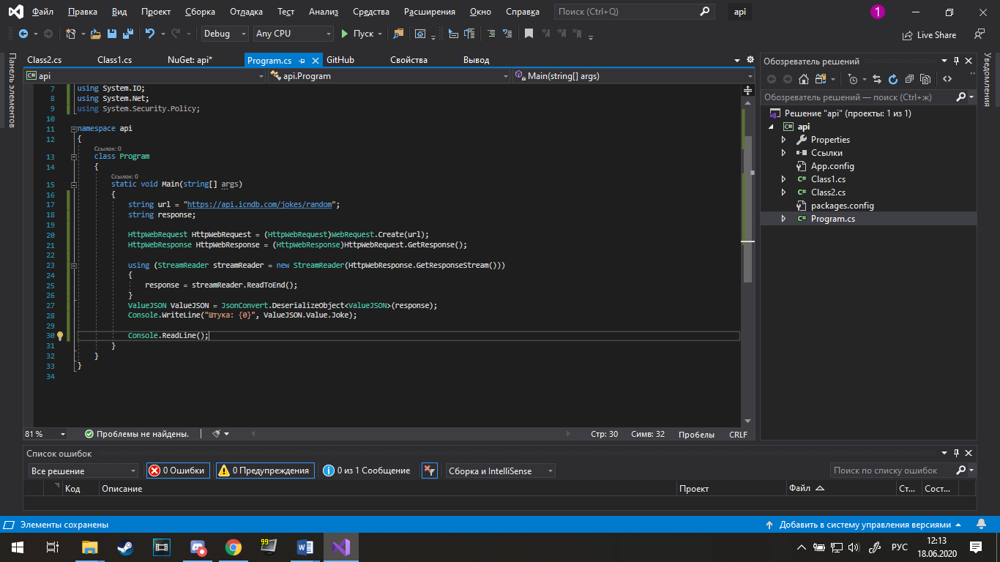 Файл Правка Вид Проект Сборка Отладка Тест Анализ Средства Расширения Окно Справка Поиск (Ctrl+Q) api 1
Debug Any CPU Пуск Live Share
Панель элементов
Class2.cs Class1.cs NuGet: api* Program.cs GitHub Свойства Вывод
api api.Program Main(string[] args)
7 using System.IO;
8 using System.Net;
9 using System.Security.Policy;
10
11 namespace api
12 {
Ссылок: 0
13 class Program
14 {
Ссылок: 0
15 static void Main(string[] args)
16 {
17 string url = "https://api.icndb.com/jokes/random";
18 string response;
19
20 HttpWebRequest HttpWebRequest = (HttpWebRequest)WebRequest.Create(url);
21 HttpWebResponse HttpWebResponse = (HttpWebResponse)HttpWebRequest.GetResponse();
22
23 using (StreamReader streamReader = new StreamReader(HttpWebResponse.GetResponseStream()))
24 {
25 response = streamReader.ReadToEnd();
26 }
27 ValueJSON ValueJSON = JsonConvert.DeserializeObject<ValueJSON>(response);
28 Console.WriteLine("Штука: {0}", ValueJSON.Value.Joke);
29
30 Console.ReadLine();
31 }
32 }
33 }
34
81 % Проблемы не найдены. Стр: 30 Симв: 32 Пробелы CRLF
Обозреватель решений
Обозреватель решений — поиск (Ctrl+ж)
Решение "api" (проекты: 1 из 1)
C# api
Properties
Ссылки
App.config
C# Class1.cs
C# Class2.cs
packages.config
C# Program.cs
Уведомления
Список ошибок
Все решение 0 Ошибки 0 Предупреждения 0 из 1 Сообщение Сборка и IntelliSense Поиск по списку ошибок
Код Описание Проект Файл Ст... Сост...
Элементы сохранены Добавить в систему управления версиями
99 РУС 12:13
18.06.2020